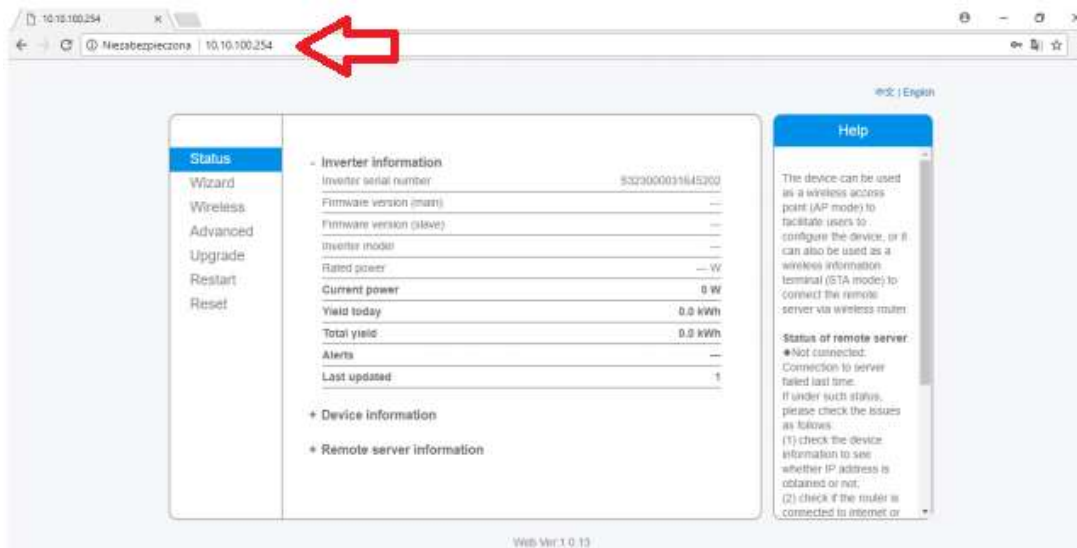 10.10.100.254
Niezabezpieczona | 10.10.100.254
中文 | English
Status
Wizard
Wireless
Advanced
Upgrade
Restart
Reset
- Inverter information
Inverter serial number 5323000031645202
Firmware version (main) ---
Firmware version (slave) ---
Inverter model ---
Rated power --- W
Current power 0 W
Yield today 0.0 kWh
Total yield 0.0 kWh
Alerts ---
Last updated 1
+ Device information
+ Remote server information
Help
The device can be used
as a wireless access
point (AP mode) to
facilitate users to
configure the device, or it
can also be used as a
wireless information
terminal (STA mode) to
connect the remote
server via wireless router.
Status of remote server
●Not connected:
Connection to server
failed last time.
If under such status,
please check the issues
as follows:
(1) check the device
information to see
whether IP address is
obtained or not;
(2) check if the router is
connected to internet or
Web Ver:1.0.13